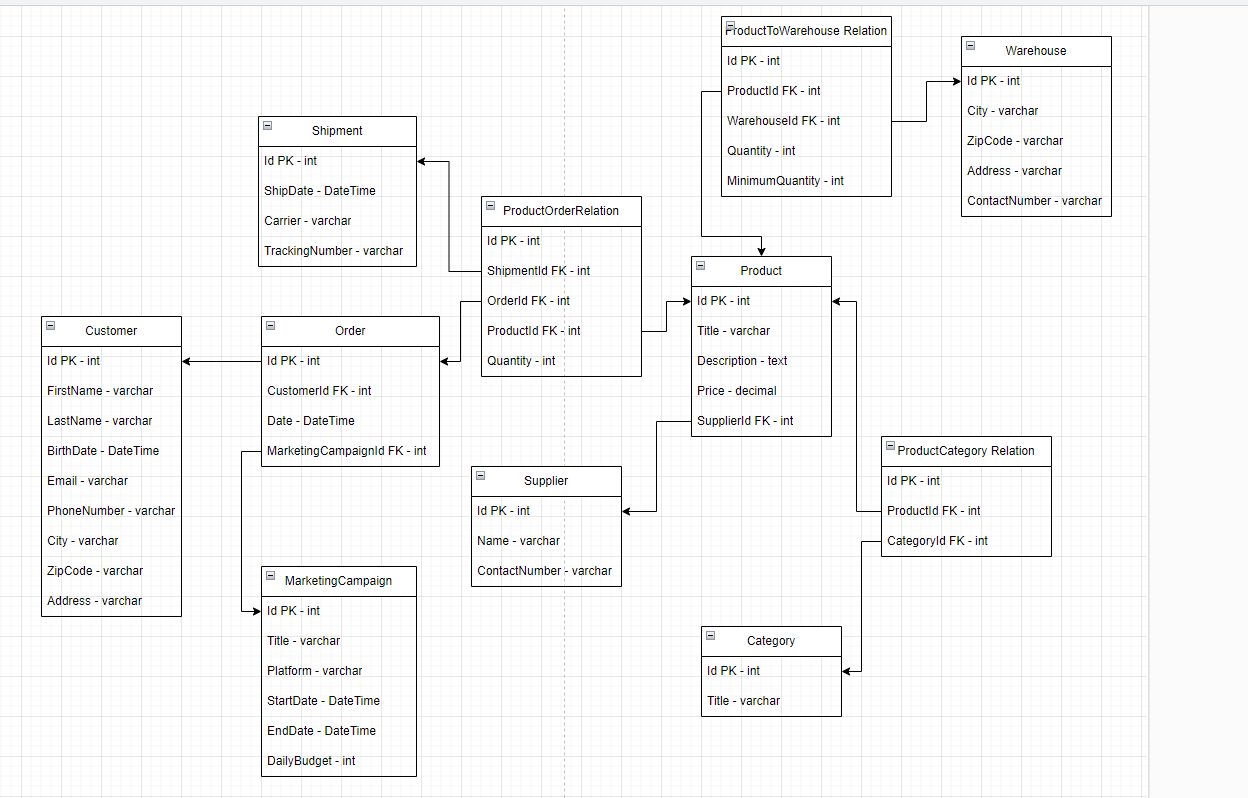 ProductToWarehouse Relation
Id PK - int
ProductId FK - int
WarehouseId FK - int
Quantity - int
MinimumQuantity - int
Warehouse
Id PK - int
City - varchar
ZipCode - varchar
Address - varchar
ContactNumber - varchar
Shipment
Id PK - int
ShipDate - DateTime
Carrier - varchar
TrackingNumber - varchar
ProductOrderRelation
Id PK - int
ShipmentId FK - int
OrderId FK - int
ProductId FK - int
Quantity - int
Product
Id PK - int
Title - varchar
Description - text
Price - decimal
SupplierId FK - int
Customer
Id PK - int
FirstName - varchar
LastName - varchar
BirthDate - DateTime
Email - varchar
PhoneNumber - varchar
City - varchar
ZipCode - varchar
Address - varchar
Order
Id PK - int
CustomerId FK - int
Date - DateTime
MarketingCampaignId FK - int
Supplier
Id PK - int
Name - varchar
ContactNumber - varchar
ProductCategory Relation
Id PK - int
ProductId FK - int
CategoryId FK - int
MarketingCampaign
Id PK - int
Title - varchar
Platform - varchar
StartDate - DateTime
EndDate - DateTime
DailyBudget - int
Category
Id PK - int
Title - varchar